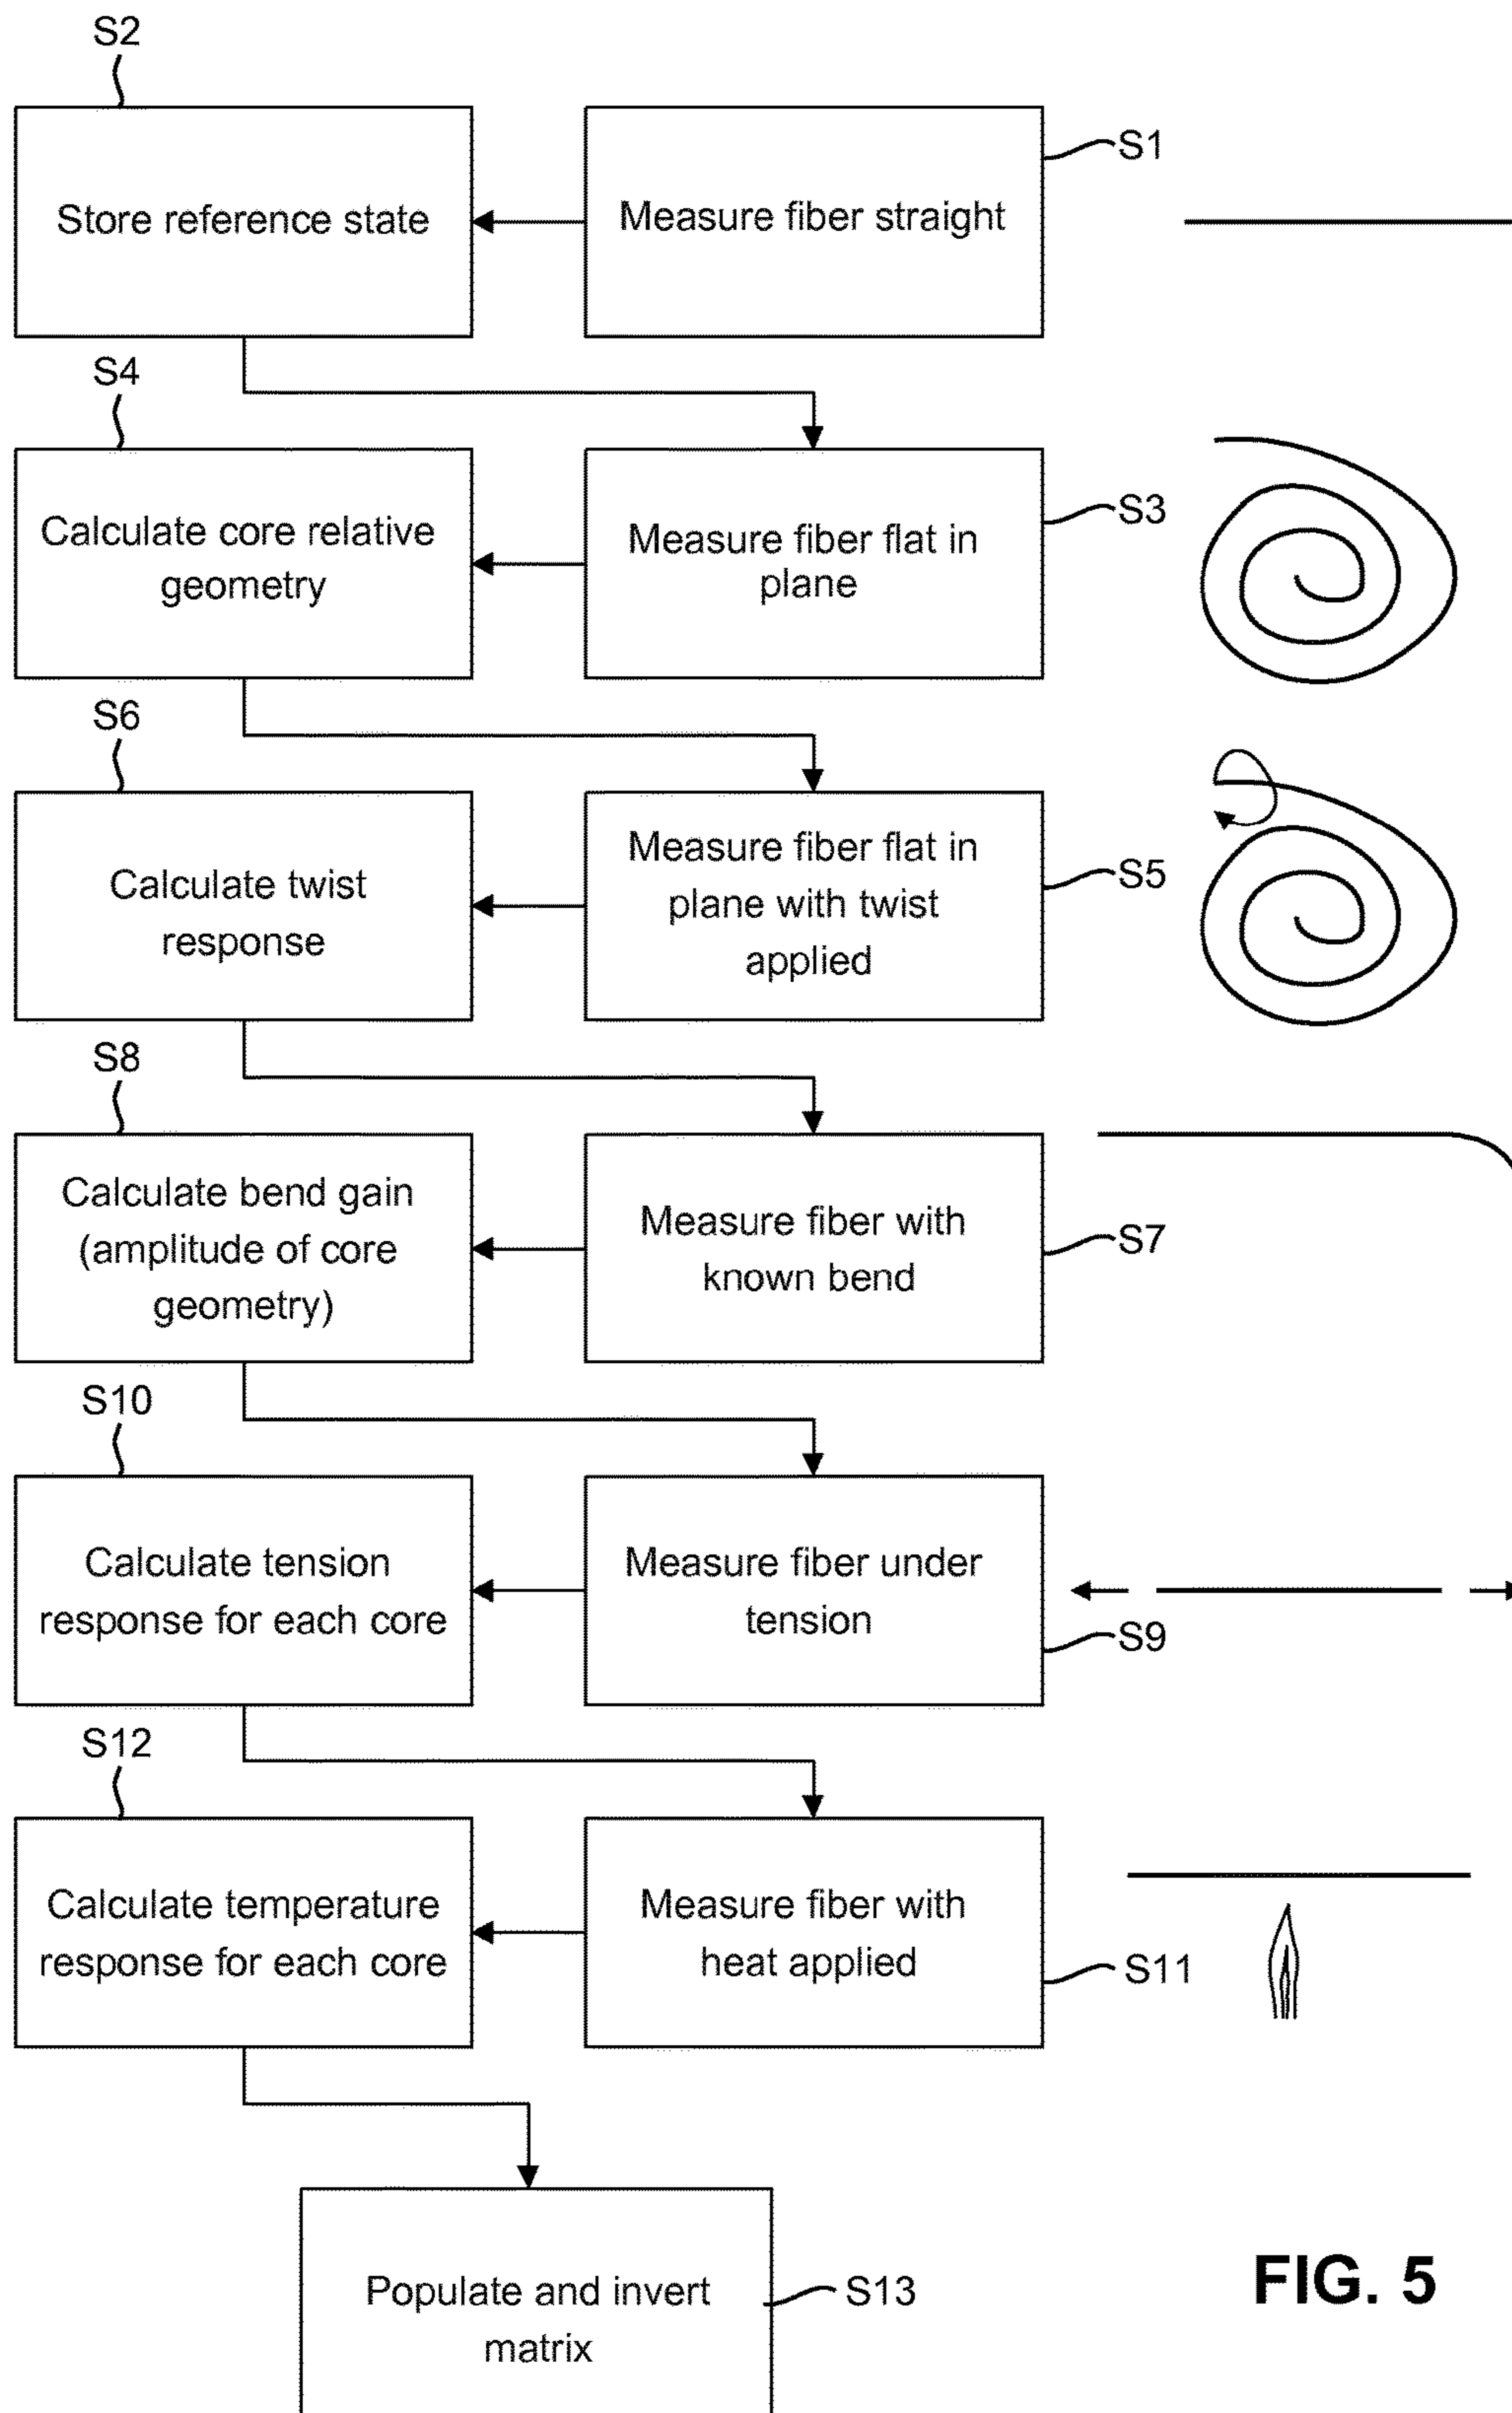 S2
S1
Store reference state
Measure fiber straight
S4
S3
Calculate core relative
geometry
Measure fiber flat in
plane
S6
S5
Calculate twist
response
Measure fiber flat in
plane with twist
applied
S8
S7
Calculate bend gain
(amplitude of core
geometry)
Measure fiber with
known bend
S10
Calculate tension
response for each core
Measure fiber under
tension
S9
S12
Calculate temperature
response for each core
Measure fiber with
heat applied
S11
Populate and invert
matrix
S13
FIG. 5